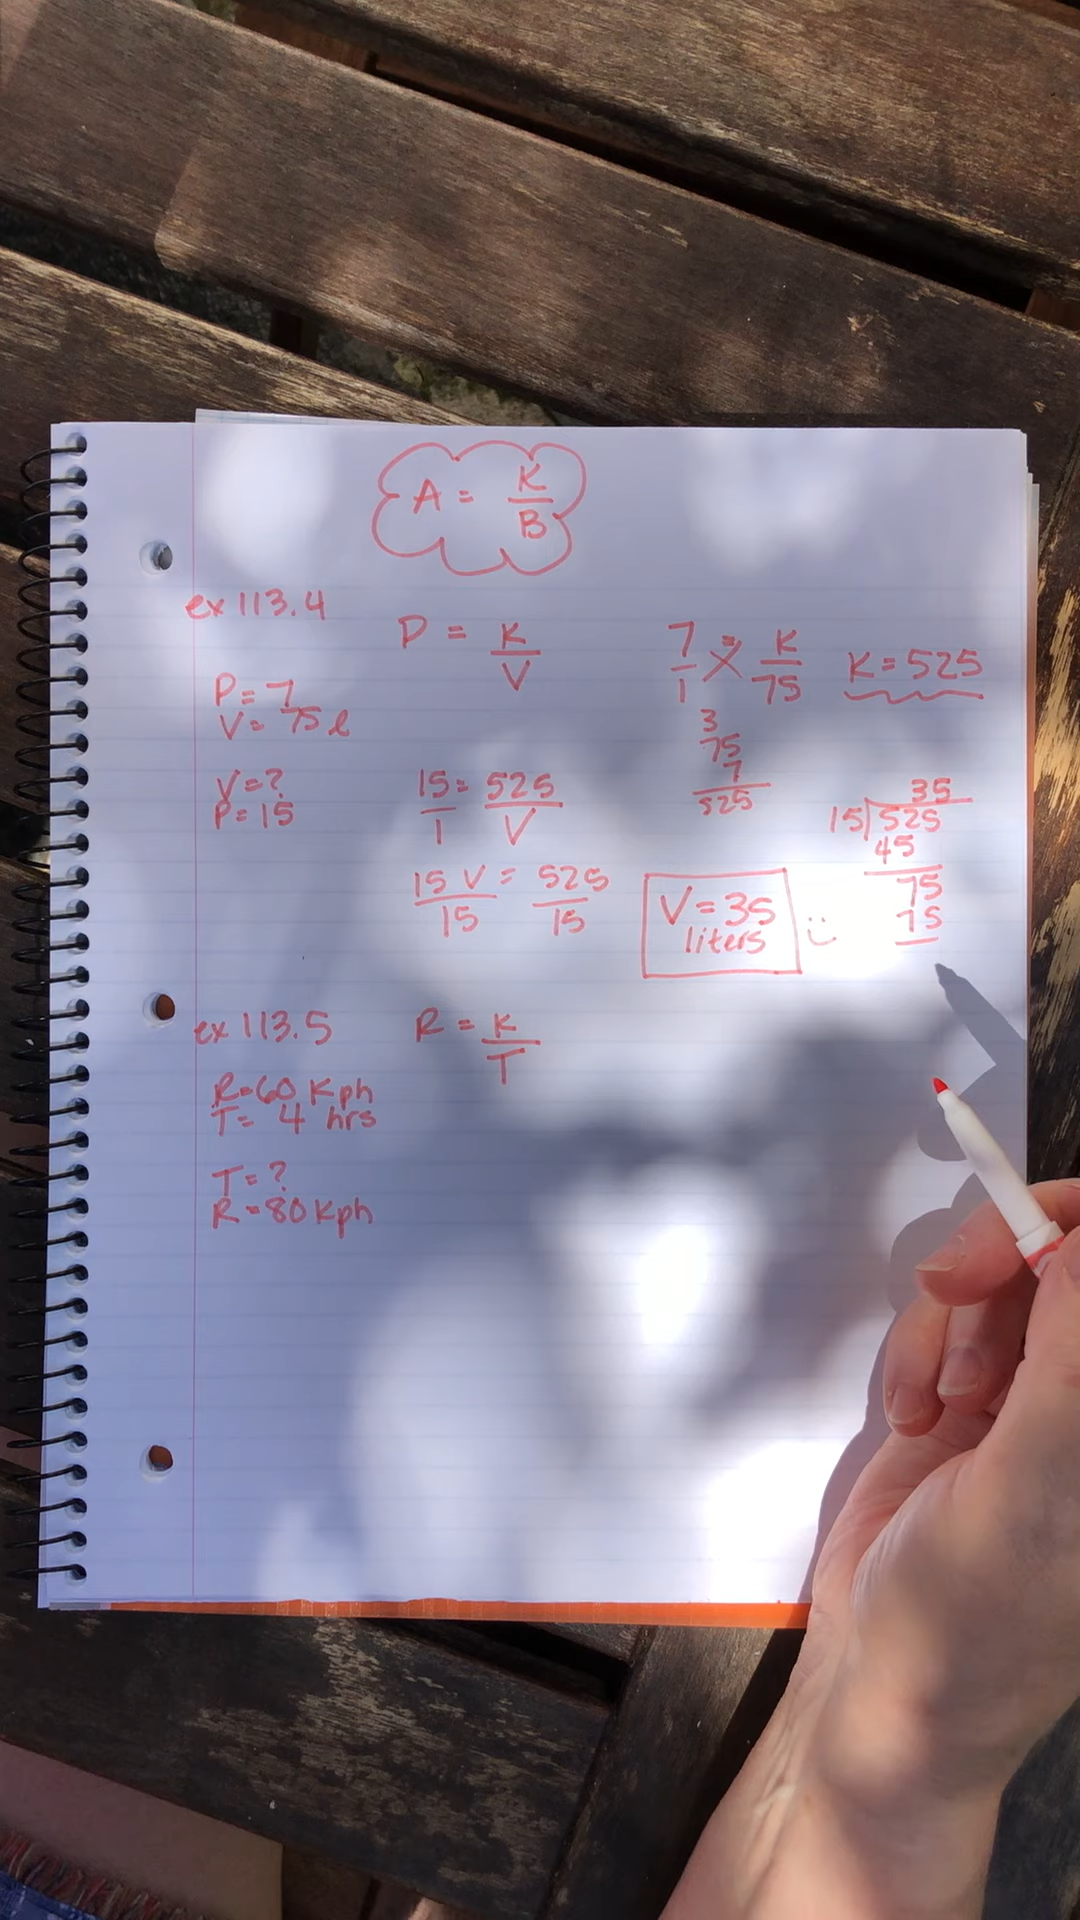 A = K/B
ex 113.4
P = K/V
7/1 = K/75
K = 525
P = 7
V = 75 l
3
75
7
525
V = ?
P = 15
15/1 = 525/V
35
15)525
45
75
75
15 V/15 = 525/15
V = 35
liters
ex 113.5
R = K/T
R = 60 Kph
T = 4 hrs
T = ?
R = 80 Kph